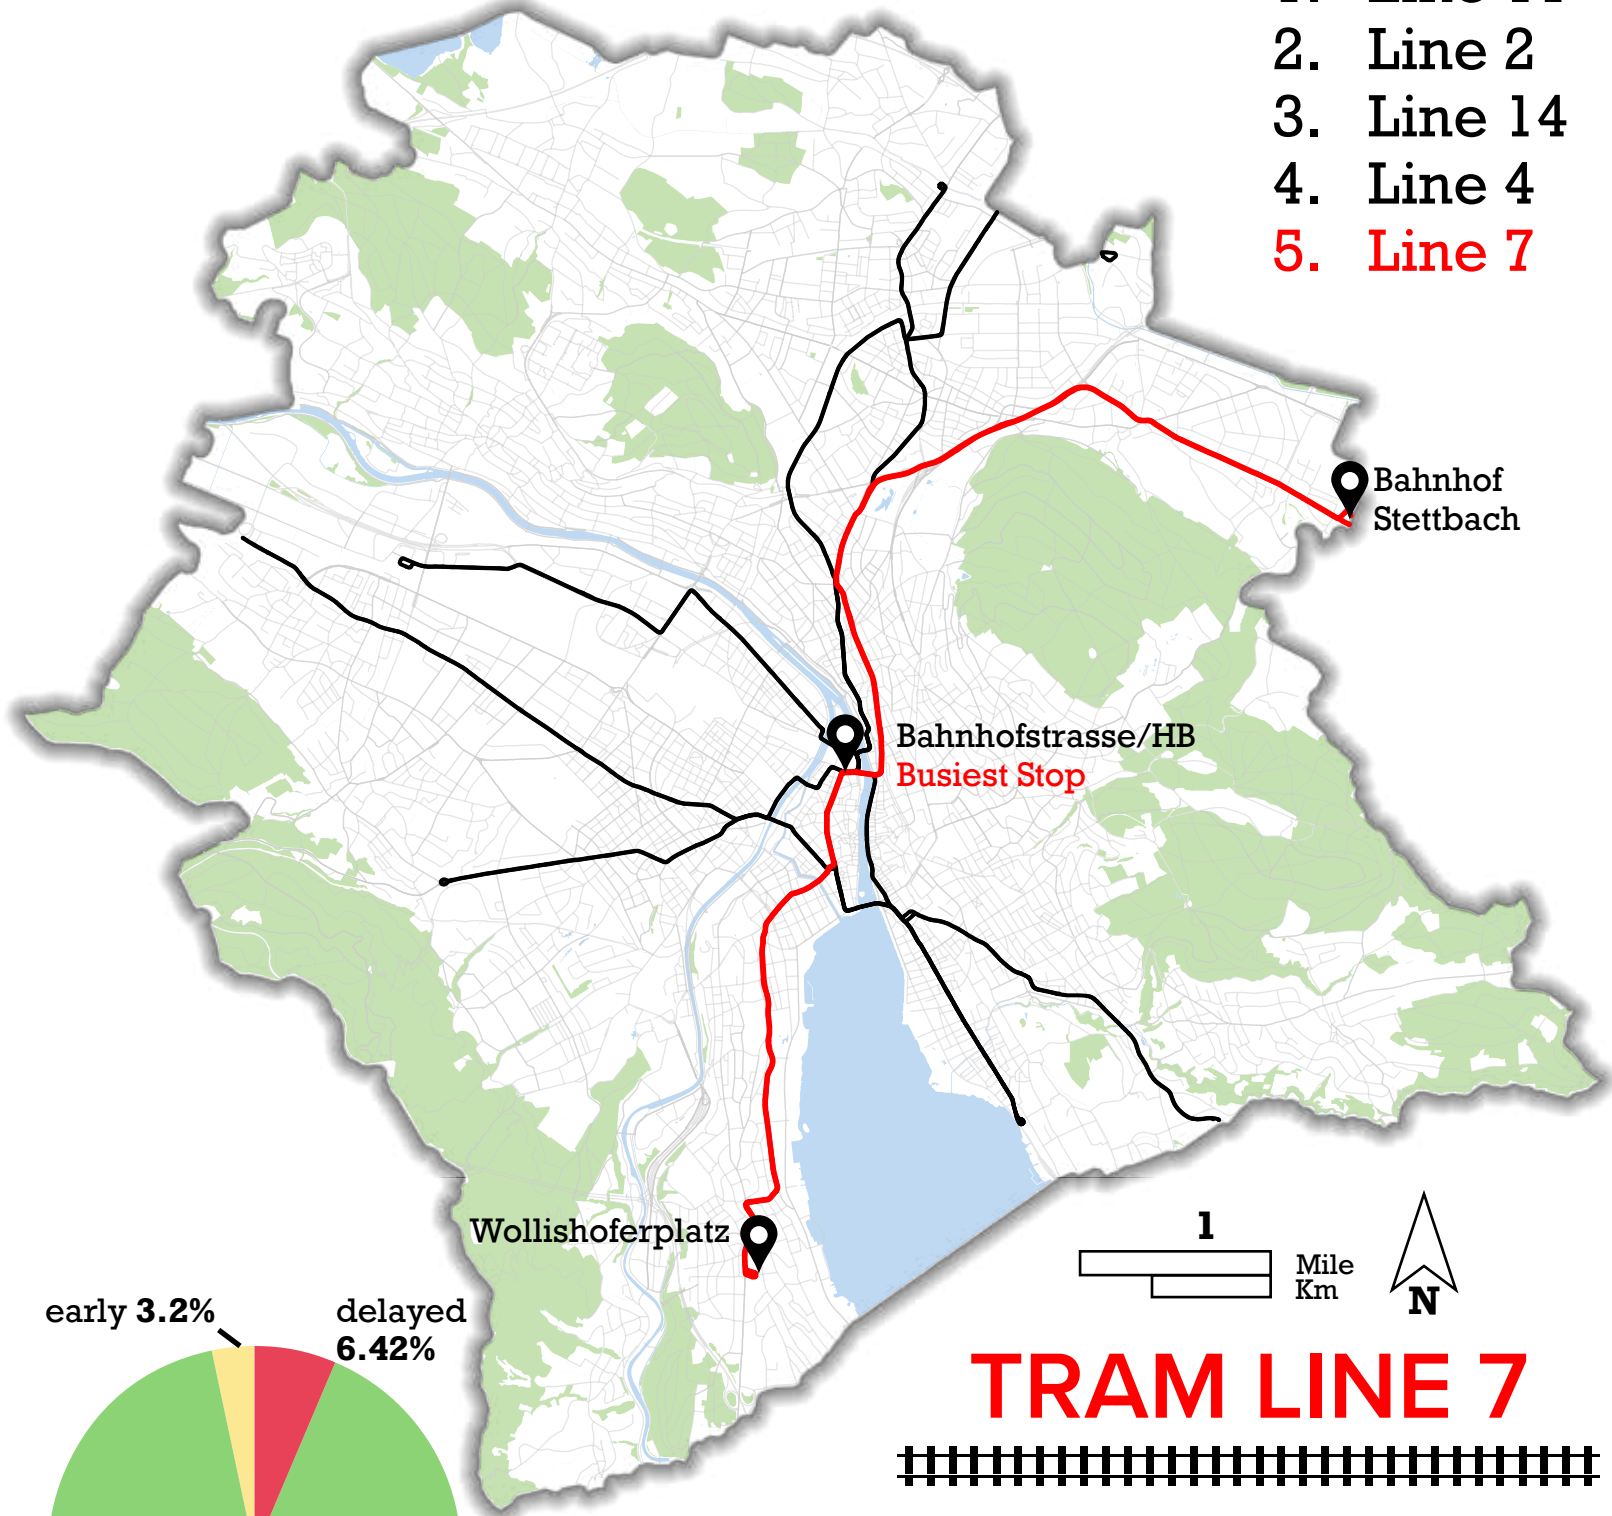 2. Line 2
3. Line 14
4. Line 4
5. Line 7
Bahnhof
Stettbach
Bahnhofstrasse/HB
Busiest Stop
Wollishoferplatz
1
Mile
Km
N
early 3.2%
delayed
6.42%
TRAM LINE 7